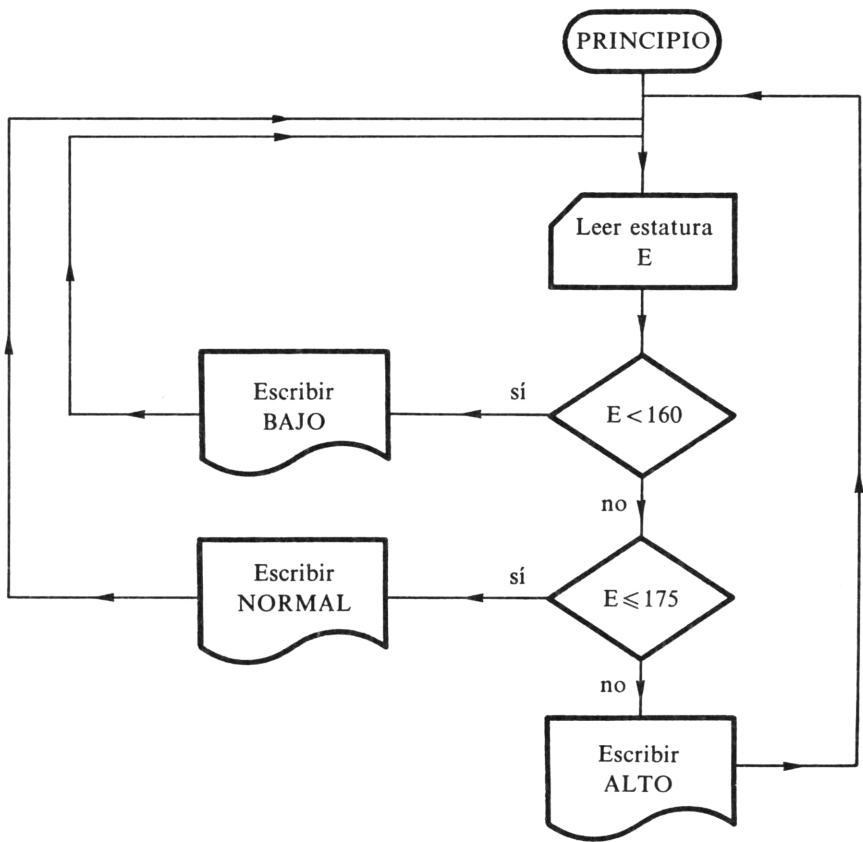 PRINCIPIO
Leer estatura
E
E < 160
sí
Escribir
BAJO
no
E ⩽ 175
sí
Escribir
NORMAL
no
Escribir
ALTO